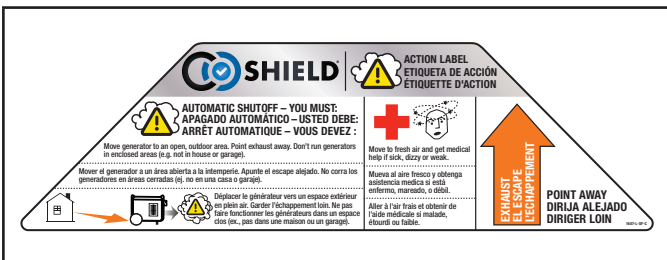 CO SHIELD®
ACTION LABEL
ETIQUETA DE ACCIÓN
ÉTIQUETTE D'ACTION
AUTOMATIC SHUTOFF – YOU MUST:
APAGADO AUTOMÁTICO – USTED DEBE:
ARRÊT AUTOMATIQUE – VOUS DEVEZ :
Move generator to an open, outdoor area. Point exhaust away. Don't run generators
in enclosed areas (e.g. not in house or garage).
Mover el generador a un área abierta a la intemperie. Apunte el escape alejado. No corra los
generadores en áreas cerradas (ej. no en una casa o garaje).
Déplacer le générateur vers un espace extérieur
en plein air. Garder l'échappement loin. Ne pas
faire fonctionner les générateurs dans un espace
clos (ex., pas dans une maison ou un garage).
Move to fresh air and get medical
help if sick, dizzy or weak.
Mueva al aire fresco y obtenga
asistencia medica si está
enfermo, mareado, o débil.
Aller à l'air frais et obtenir de
l'aide médicale si malade,
étourdi ou faible.
EXHAUST
EL ESCAPE
L'ECHAPPEMENT
POINT AWAY
DIRIJA ALEJADO
DIRIGER LOIN